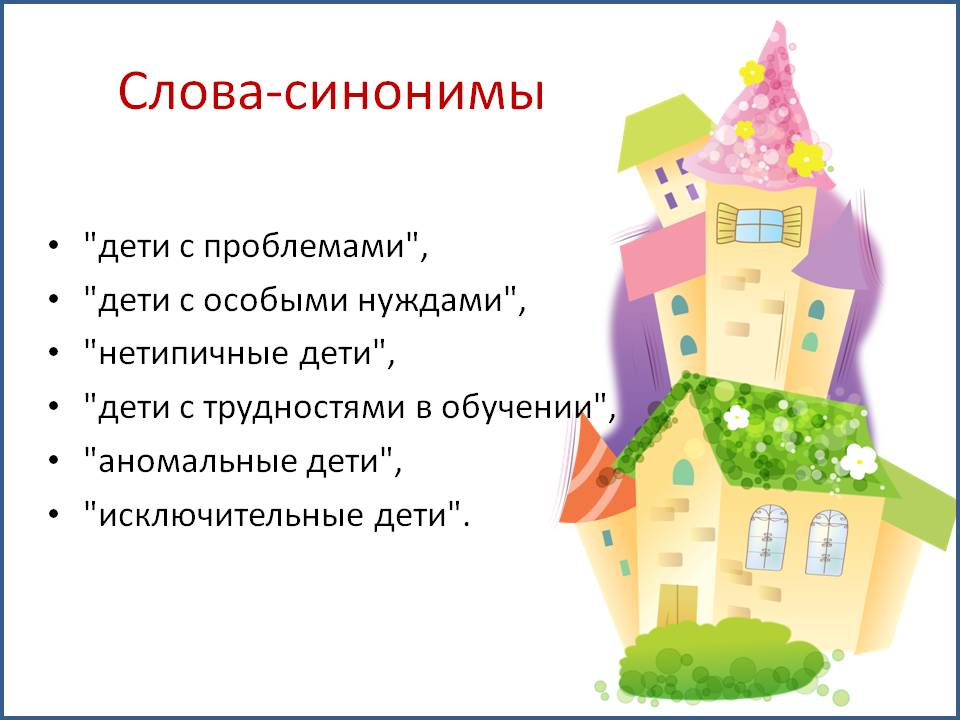 Слова-синонимы
• "дети с проблемами",
• "дети с особыми нуждами",
• "нетипичные дети",
• "дети с трудностями в обучении",
• "аномальные дети",
• "исключительные дети".